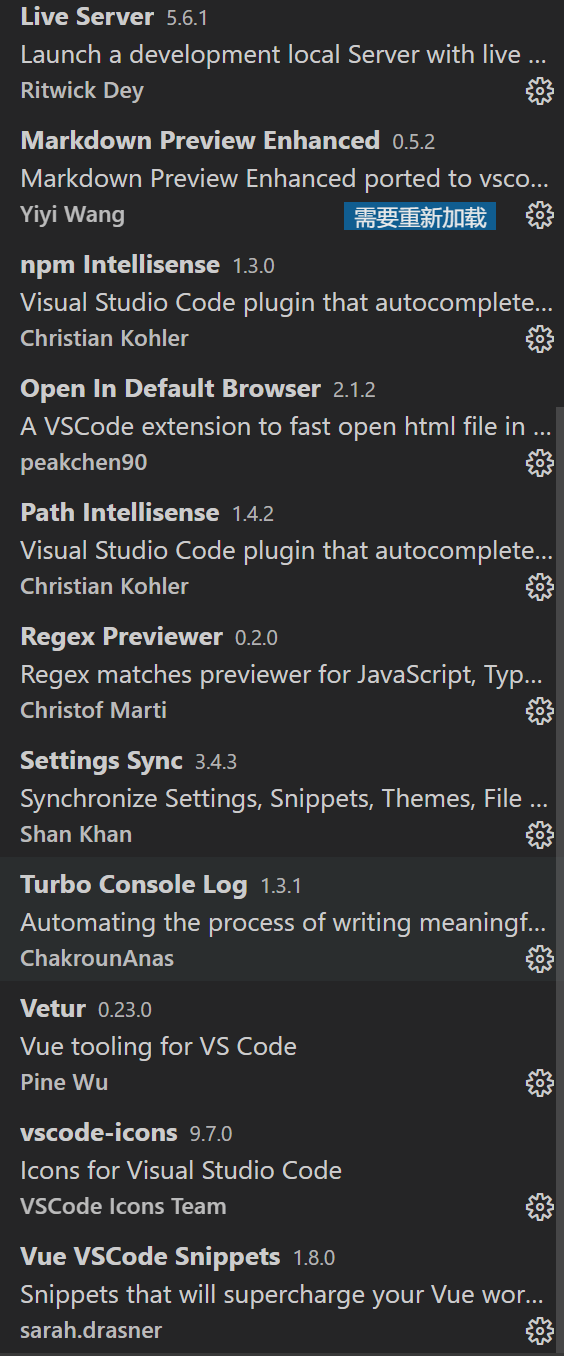 Live Server 5.6.1
Launch a development local Server with live ...
Ritwick Dey
Markdown Preview Enhanced 0.5.2
Markdown Preview Enhanced ported to vsco...
Yiyi Wang 需要重新加载
npm Intellisense 1.3.0
Visual Studio Code plugin that autocomplete...
Christian Kohler
Open In Default Browser 2.1.2
A VSCode extension to fast open html file in ...
peakchen90
Path Intellisense 1.4.2
Visual Studio Code plugin that autocomplete...
Christian Kohler
Regex Previewer 0.2.0
Regex matches previewer for JavaScript, Typ...
Christof Marti
Settings Sync 3.4.3
Synchronize Settings, Snippets, Themes, File ...
Shan Khan
Turbo Console Log 1.3.1
Automating the process of writing meaningf...
ChakrounAnas
Vetur 0.23.0
Vue tooling for VS Code
Pine Wu
vscode-icons 9.7.0
Icons for Visual Studio Code
VSCode Icons Team
Vue VSCode Snippets 1.8.0
Snippets that will supercharge your Vue wor...
sarah.drasner